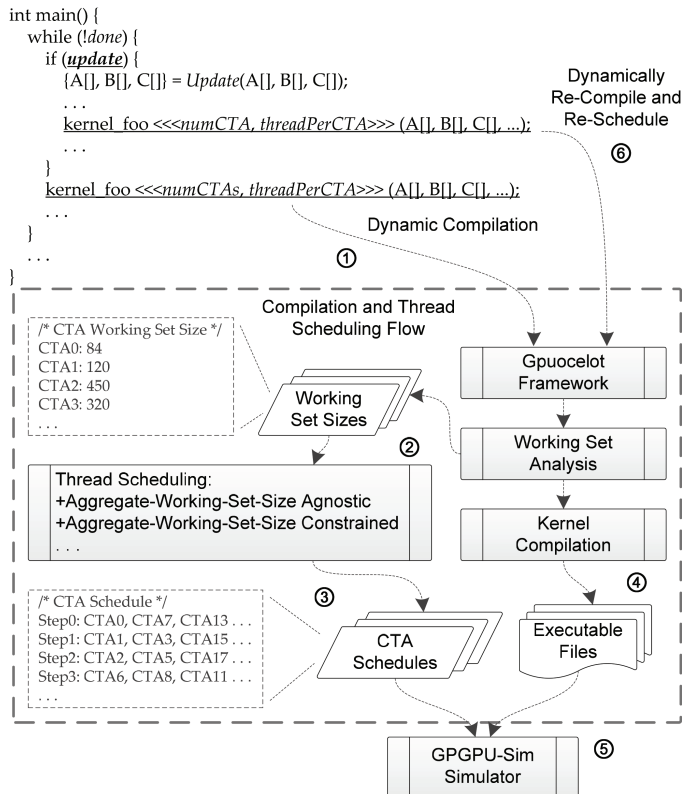 int main() {
while (!done) {
if (update) {
{A[], B[], C[]} = Update(A[], B[], C[]);
. . .
kernel_foo <<<numCTA, threadPerCTA>>> (A[], B[], C[], ...);
. . .
}
kernel_foo <<<numCTAs, threadPerCTA>>> (A[], B[], C[], ...);
. . .
}
. . .
}
Dynamically
Re-Compile and
Re-Schedule
⑥
Dynamic Compilation
①
Compilation and Thread
Scheduling Flow
/* CTA Working Set Size */
CTA0: 84
CTA1: 120
CTA2: 450
CTA3: 320
. . .
Working
Set Sizes
②
Gpuocelot
Framework
Working Set
Analysis
Kernel
Compilation
Thread Scheduling:
+Aggregate-Working-Set-Size Agnostic
+Aggregate-Working-Set-Size Constrained
. . .
③
④
/* CTA Schedule */
Step0: CTA0, CTA7, CTA13 . . .
Step1: CTA1, CTA3, CTA15 . . .
Step2: CTA2, CTA5, CTA17 . . .
Step3: CTA6, CTA8, CTA11 . . .
. . .
CTA
Schedules
Executable
Files
GPGPU-Sim
Simulator
⑤